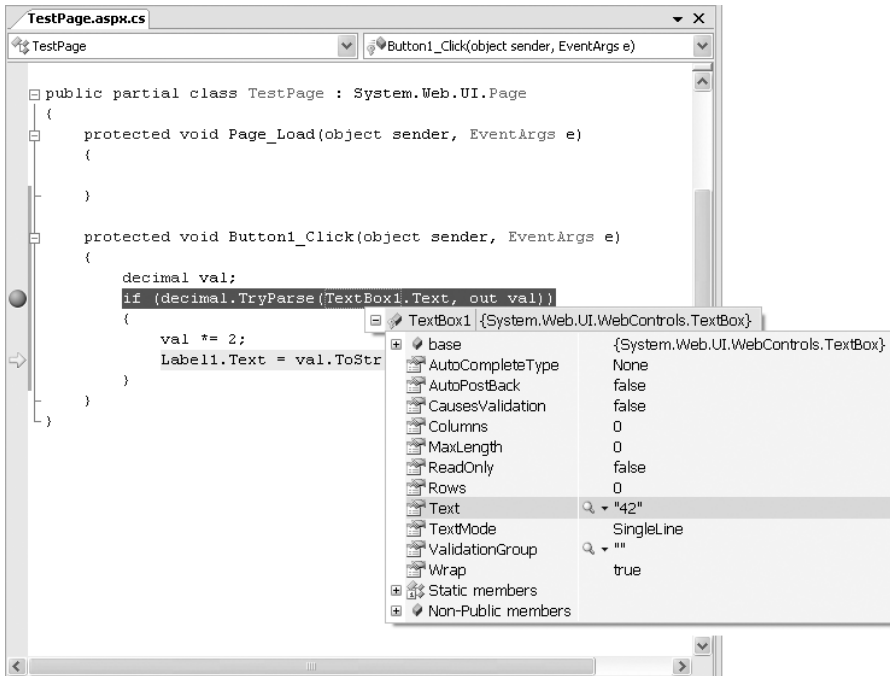 TestPage.aspx.cs
TestPage
Button1_Click(object sender, EventArgs e)
public partial class TestPage : System.Web.UI.Page
{
protected void Page_Load(object sender, EventArgs e)
{
}
protected void Button1_Click(object sender, EventArgs e)
{
decimal val;
if (decimal.TryParse(TextBox1.Text, out val))
{
TextBox1 {System.Web.UI.WebControls.TextBox}
val *= 2;
base {System.Web.UI.WebControls.TextBox}
Label1.Text = val.ToStr
AutoCompleteType None
}
AutoPostBack false
}
CausesValidation false
}
Columns 0
MaxLength 0
ReadOnly false
Rows 0
Text "42"
TextMode SingleLine
ValidationGroup ""
Wrap true
Static members
Non-Public members